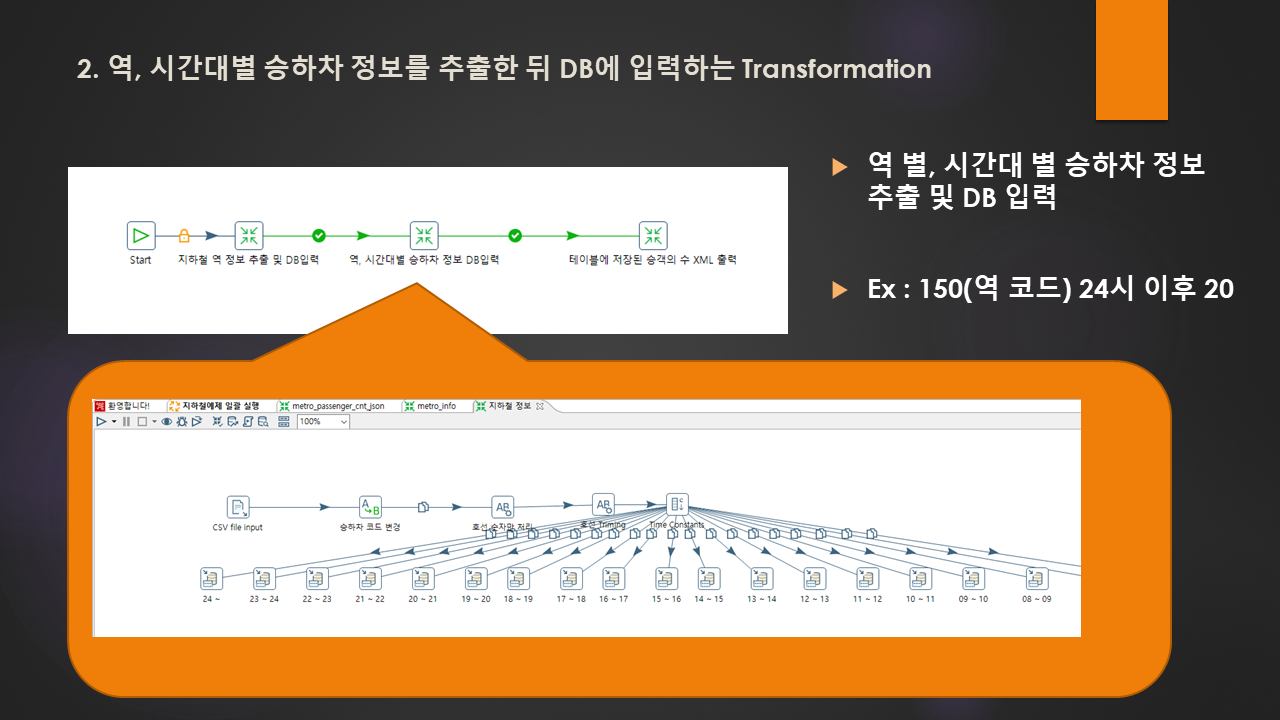 2. 역, 시간대별 승하차 정보를 추출한 뒤 DB에 입력하는 Transformation
역 별, 시간대 별 승하차 정보
추출 및 DB 입력
Ex : 150(역 코드) 24시 이후 20
Start
지하철 역 정보 추출 및 DB입력
역, 시간대별 승하차 정보 DB입력
테이블에 저장된 승객의 수 XML 출력
환영합니다!
지하철예제 일괄 실행
metro_passenger_cnt_json
metro_info
지하철 정보
100%
CSV file input
승하차 코드 변경
호선 숫자만 처리
호선 Triming
Time Constants
24 ~
23 ~ 24
22 ~ 23
21 ~ 22
20 ~ 21
19 ~ 20
18 ~ 19
17 ~ 18
16 ~ 17
15 ~ 16
14 ~ 15
13 ~ 14
12 ~ 13
11 ~ 12
10 ~ 11
09 ~ 10
08 ~ 09